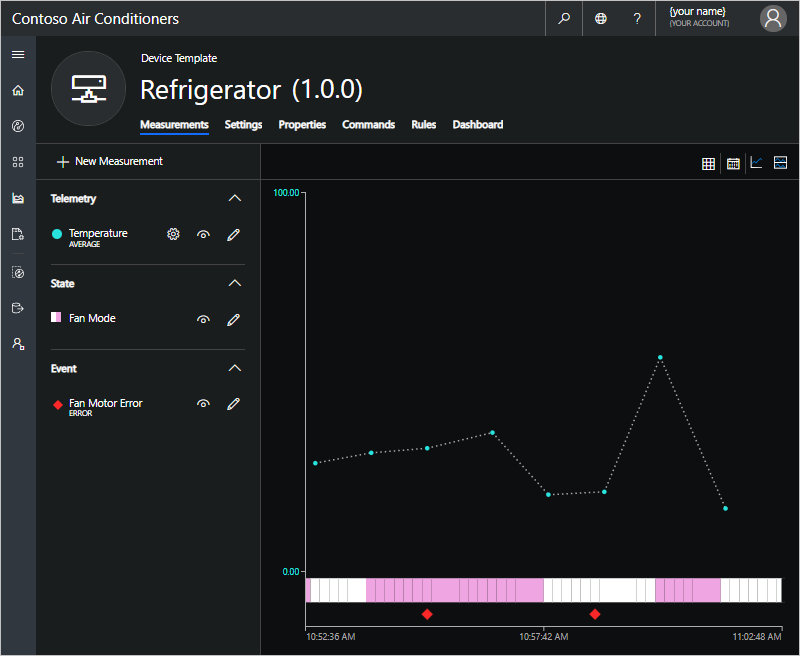 Contoso Air Conditioners
?
{your name}
(YOUR ACCOUNT)
Device Template
Refrigerator (1.0.0)
Measurements Settings Properties Commands Rules Dashboard
New Measurement
Telemetry
Temperature
AVERAGE
State
Fan Mode
Event
Fan Motor Error
ERROR
100.00
0.00
10:52:36 AM 10:57:42 AM 11:02:48 AM